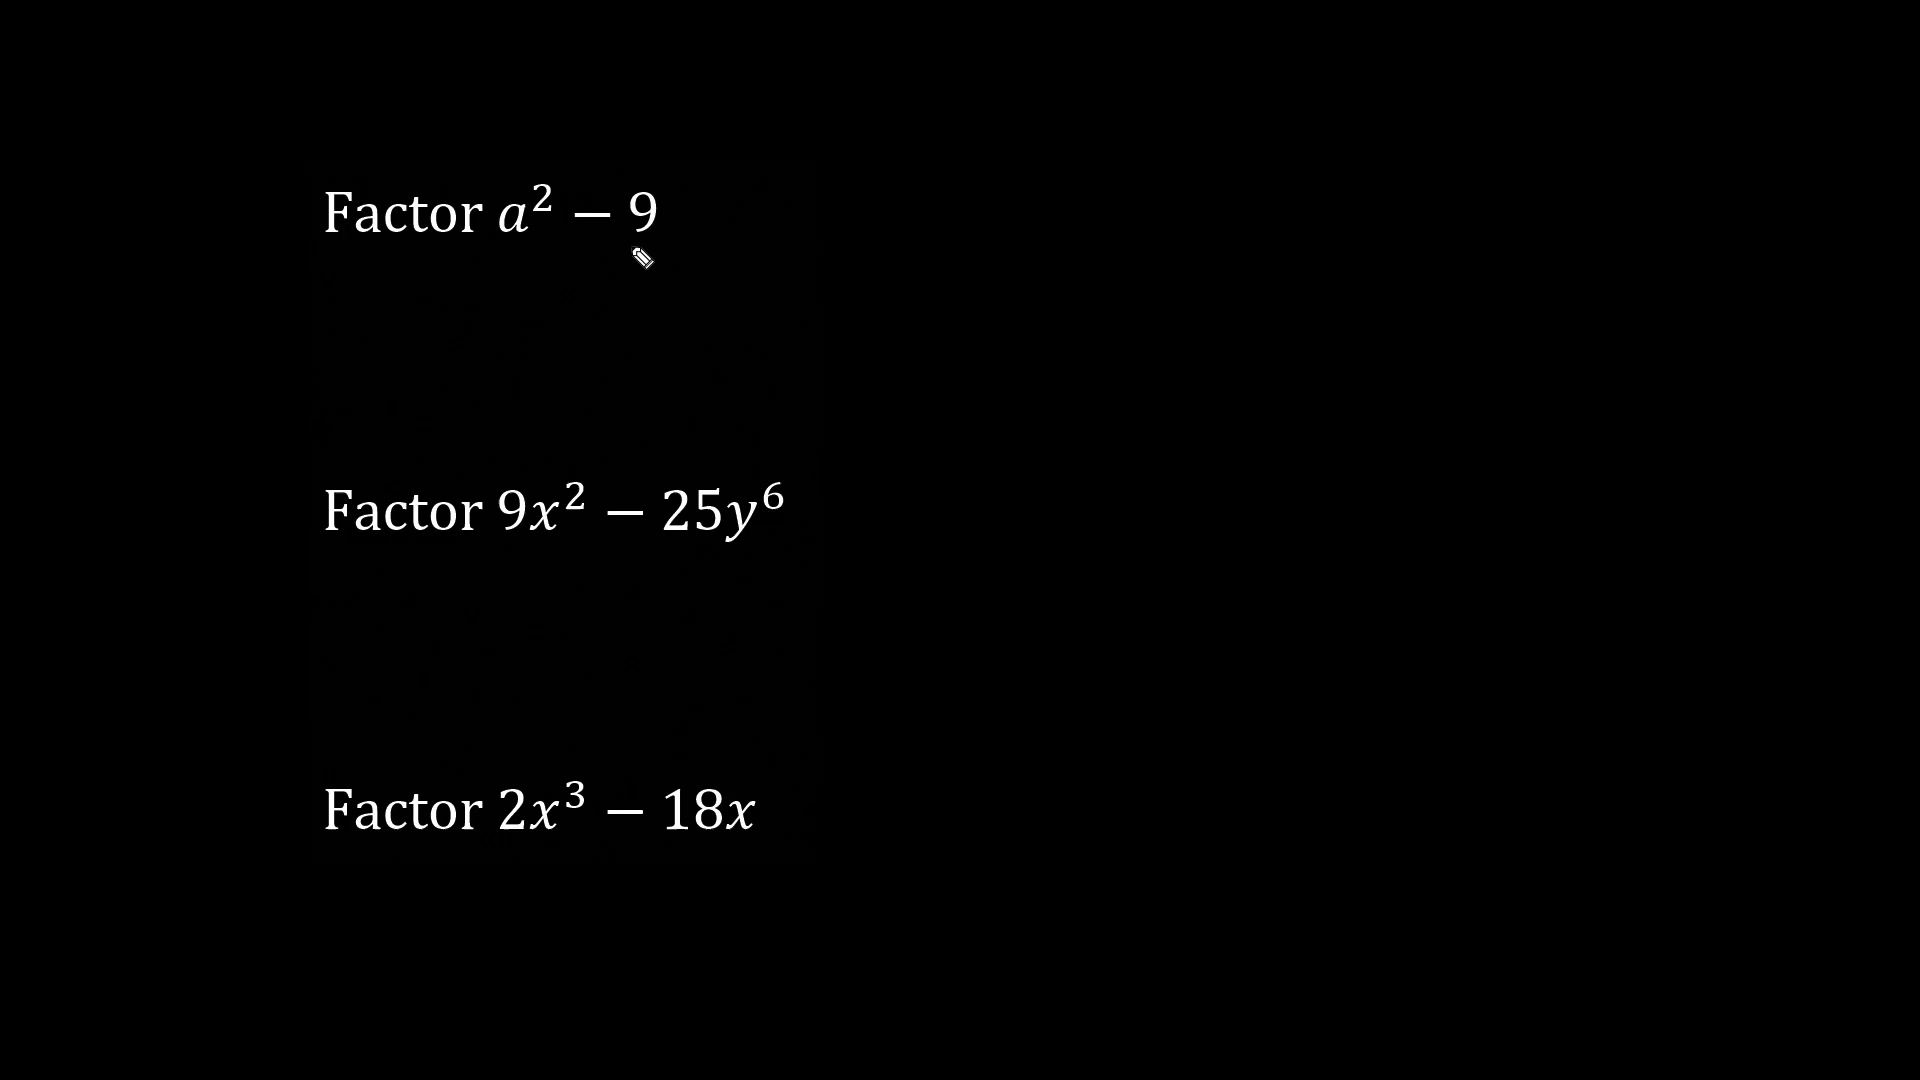 Factor a² − 9
Factor 9x² − 25y⁶
Factor 2x³ − 18x